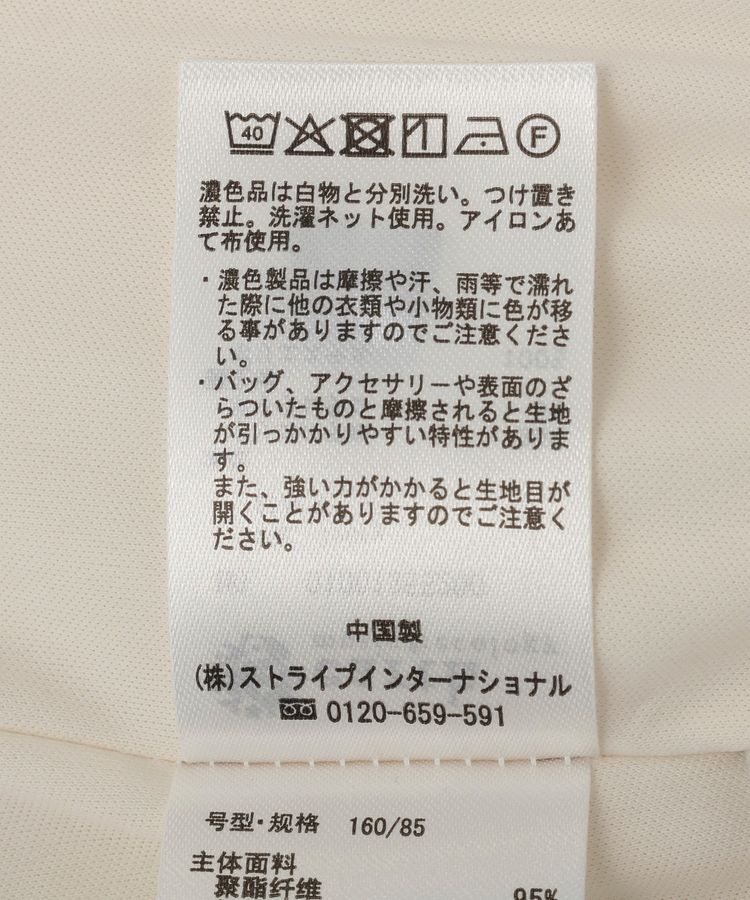 40
F
濃色品は白物と分別洗い。つけ置き
禁止。洗濯ネット使用。アイロンあ
て布使用。
・濃色製品は摩擦や汗、雨等で濡れ
た際に他の衣類や小物類に色が移
る事がありますのでご注意くださ
い。
・バッグ、アクセサリーや表面のざ
らついたものと摩擦されると生地
が引っかかりやすい特性がありま
す。
また、強い力がかかると生地目が
開くことがありますのでご注意く
ださい。
中国製
(株)ストライプインターナショナル
0120-659-591
号型・规格 160/85
主体面料
聚酯纤维 95%